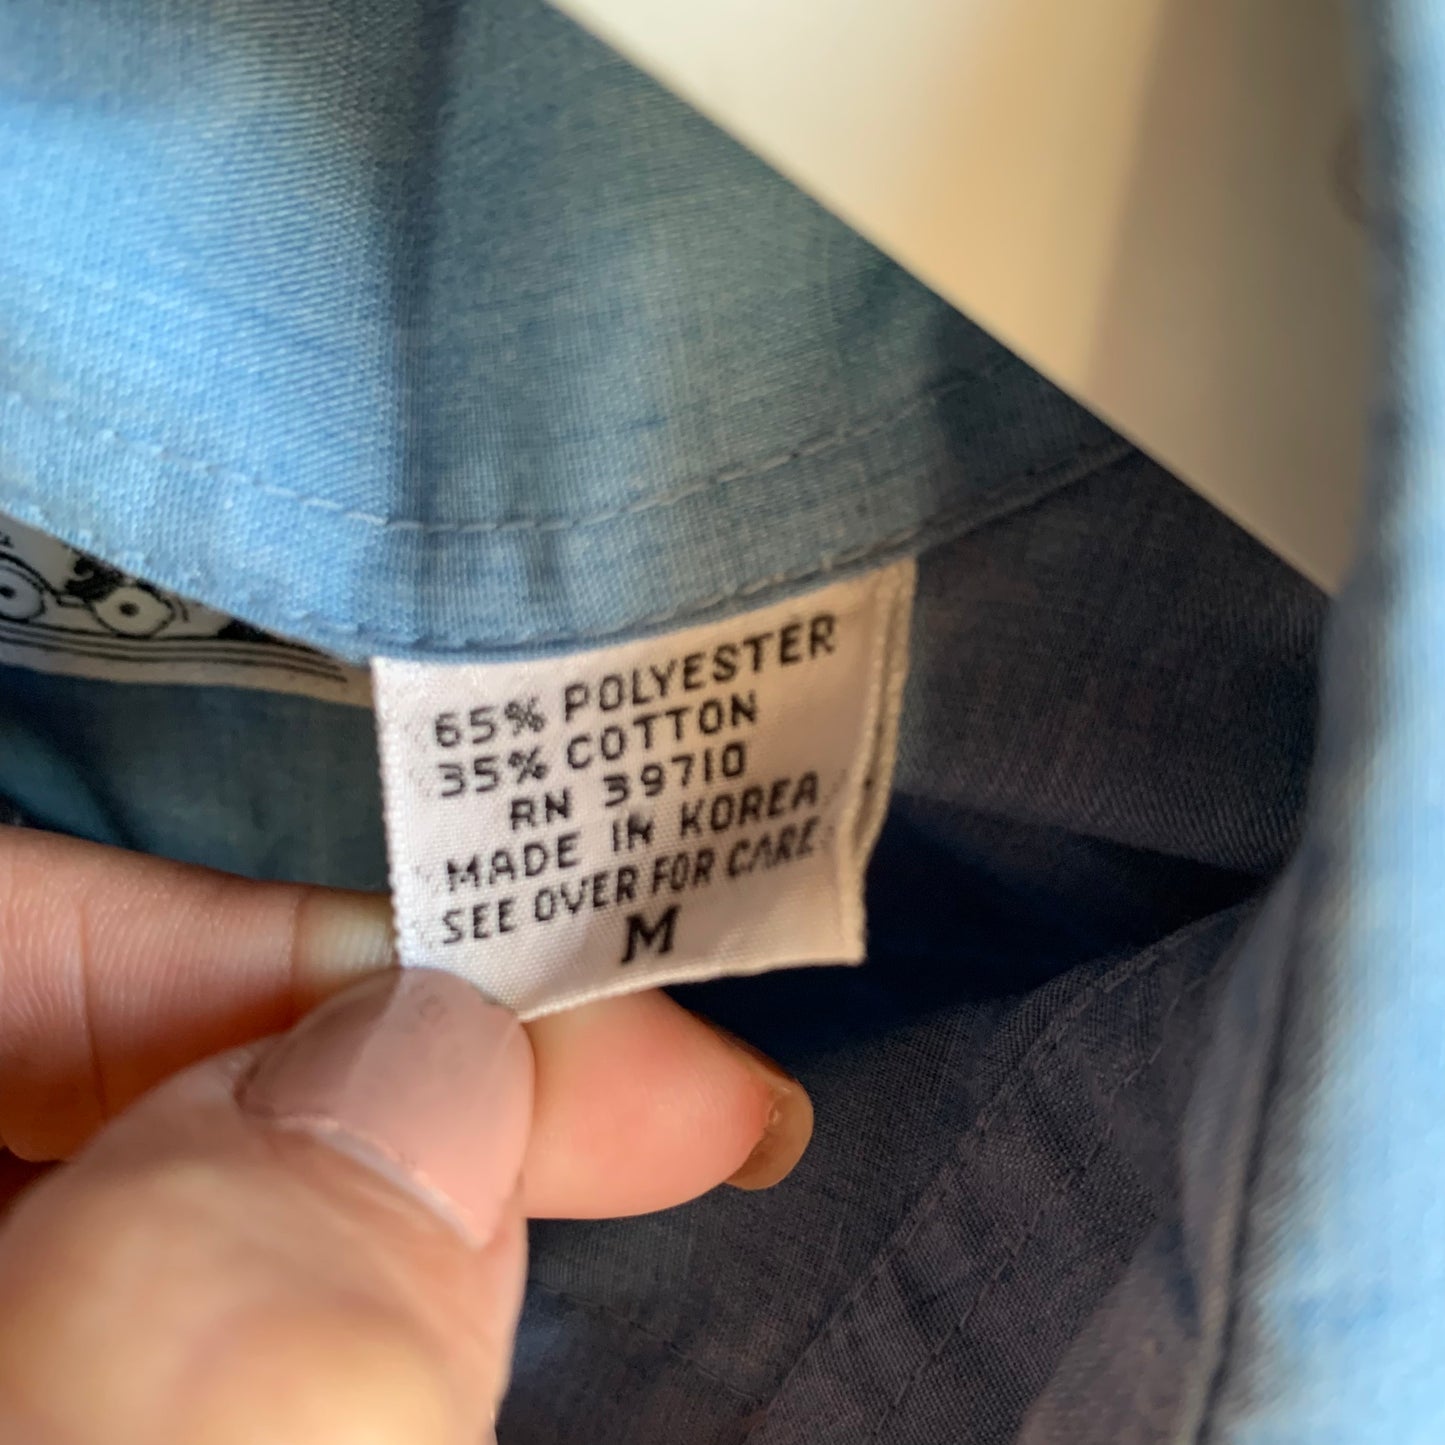 65% POLYESTER
35% COTTON
RN 39710
MADE IN KOREA
SEE OVER FOR CARE
M